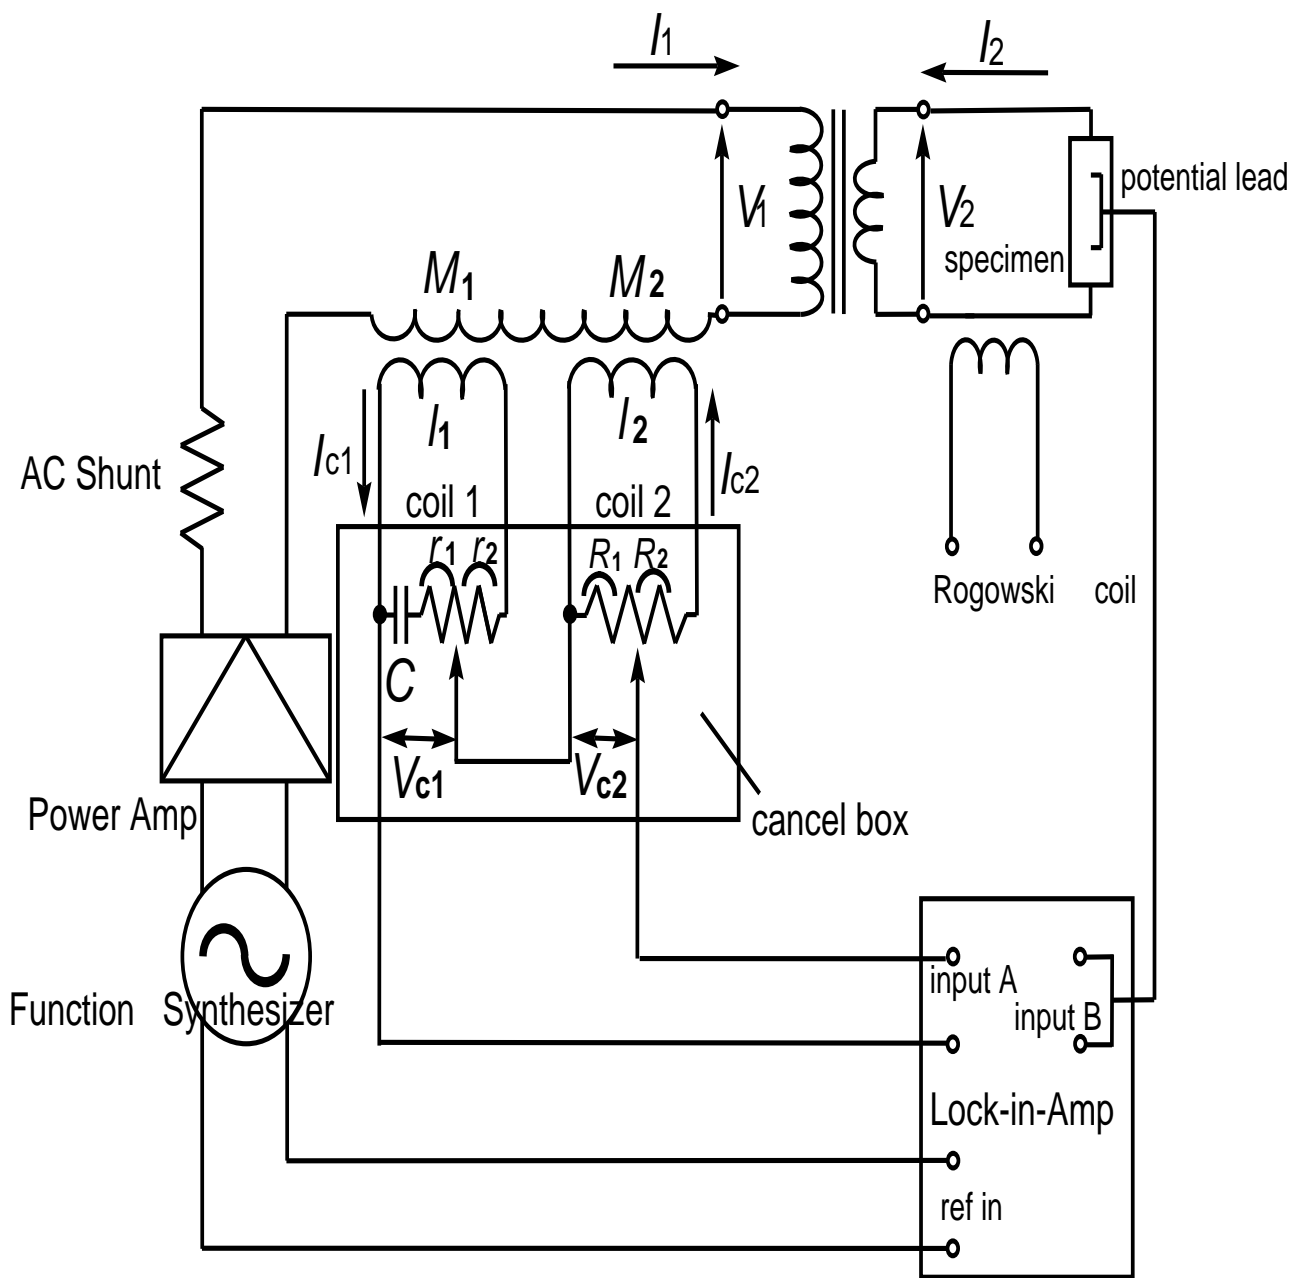 I1
I2
V1
V2
potential lead
specimen
M1
M2
l1
l2
Ic1
Ic2
AC Shunt
coil 1
coil 2
r1
r2
R1
R2
Rogowski coil
C
Vc1
Vc2
cancel box
Power Amp
Function Synthesizer
input A
input B
Lock-in-Amp
ref in